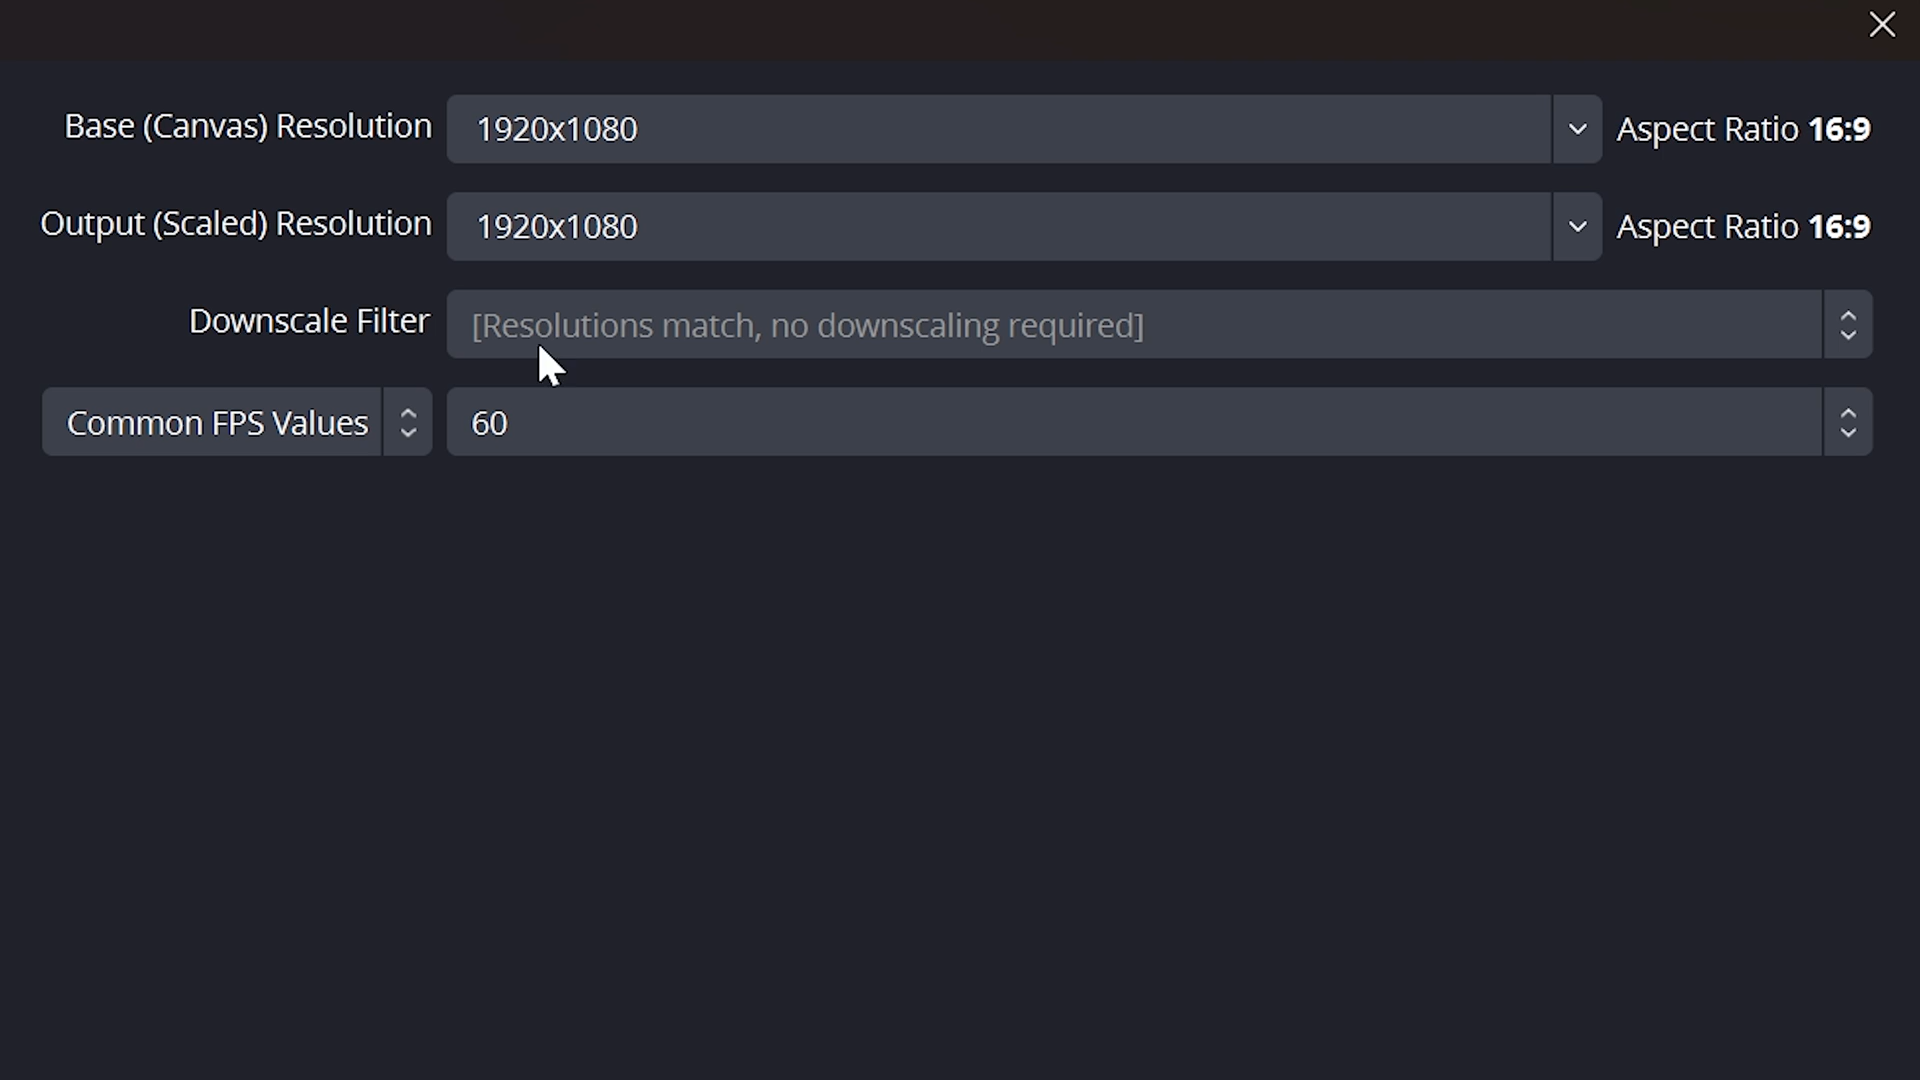 Base (Canvas) Resolution 1920x1080 Aspect Ratio 16:9
Output (Scaled) Resolution 1920x1080 Aspect Ratio 16:9
Downscale Filter [Resolutions match, no downscaling required]
Common FPS Values 60